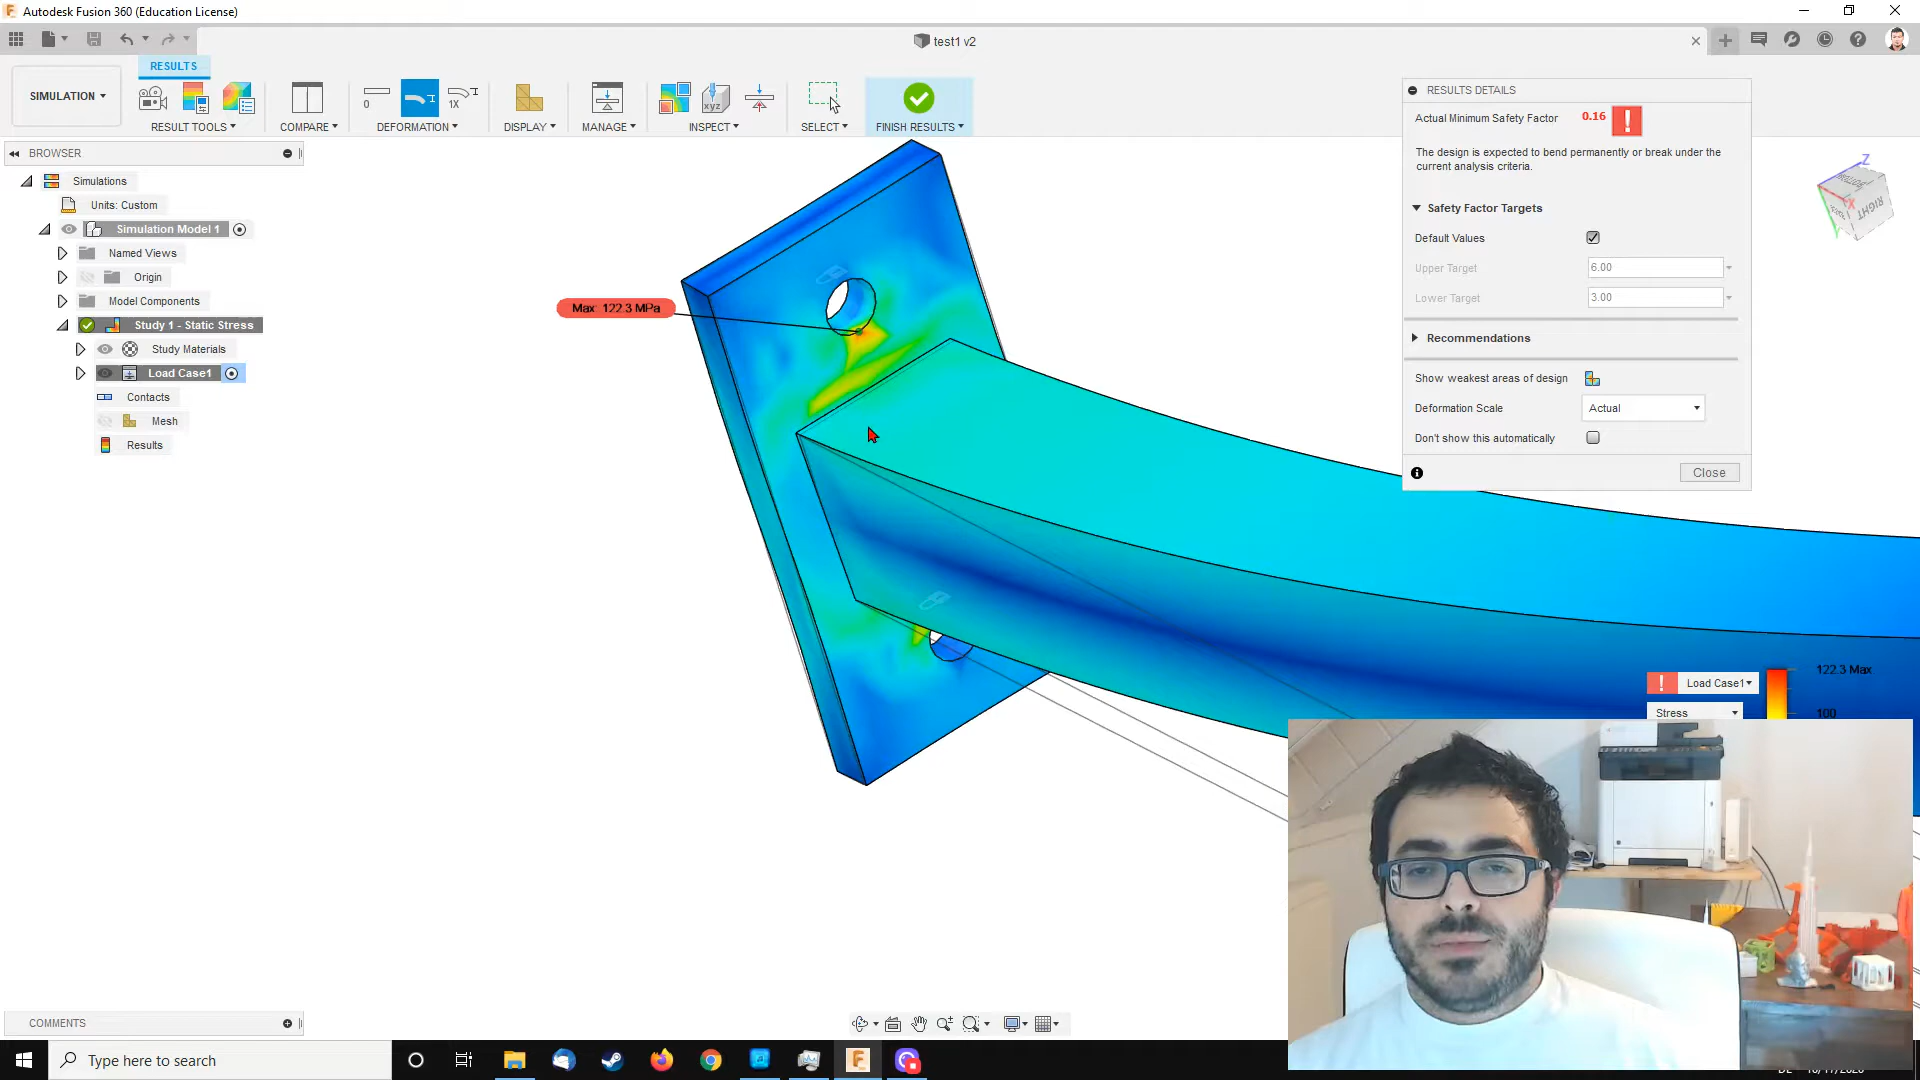 Autodesk Fusion 360 (Education License)
test1 v2
RESULTS
SIMULATION
0
1X
xyz
RESULT TOOLS
COMPARE
DEFORMATION
DISPLAY
MANAGE
INSPECT
SELECT
FINISH RESULTS
BROWSER
Simulations
Units: Custom
Simulation Model 1
Named Views
Origin
Model Components
Study 1 - Static Stress
Study Materials
Load Case1
Contacts
Mesh
Results
Max: 122.3 MPa
RESULTS DETAILS
Actual Minimum Safety Factor 0.16
The design is expected to bend permanently or break under the
current analysis criteria.
Safety Factor Targets
Default Values
Upper Target 6.00
Lower Target 3.00
Recommendations
Show weakest areas of design
Deformation Scale Actual
Don't show this automatically
Close
Z
RIGHT
X
122.3 Max
Load Case1
Stress
100
COMMENTS
Type here to search